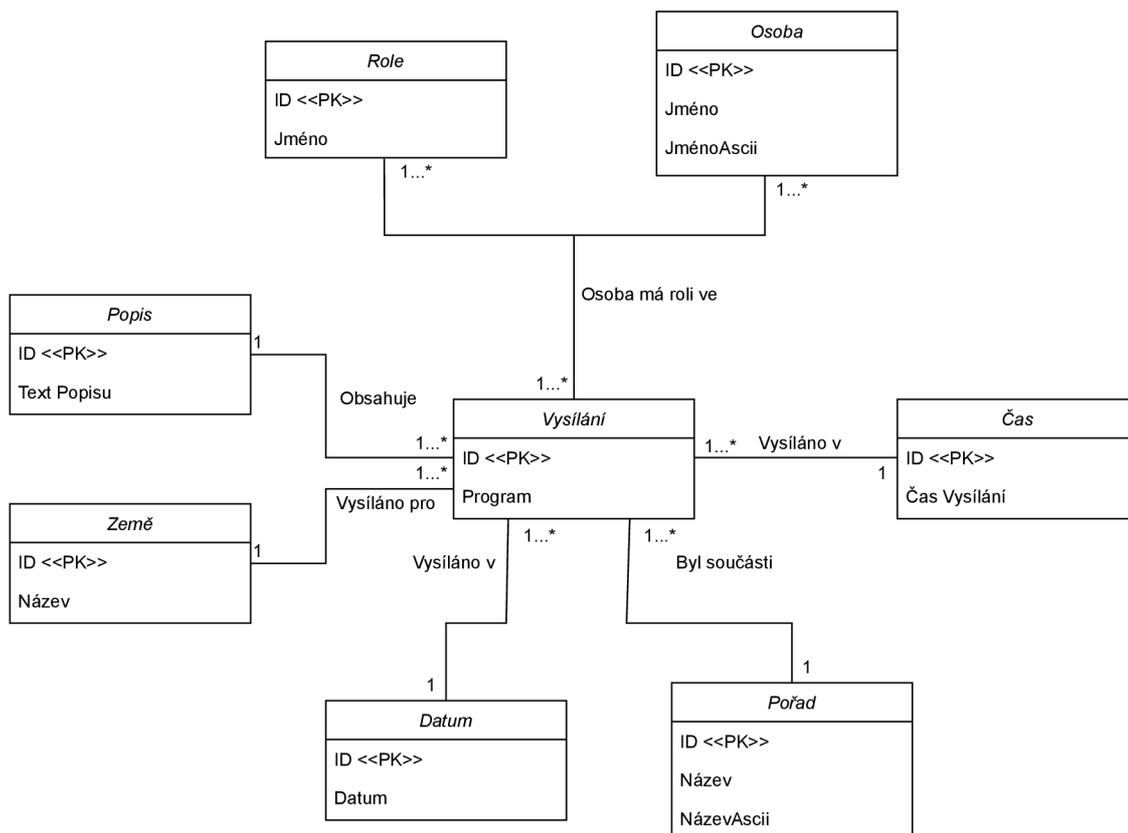 Role
ID <<PK>>
Jméno
1...*
Osoba
ID <<PK>>
Jméno
JménoAscii
1...*
Osoba má roli ve
1...*
Popis
ID <<PK>>
Text Popisu
1
Obsahuje
1...*
Země
ID <<PK>>
Název
1
Vysíláno pro
1...*
Vysílání
ID <<PK>>
Program
1...*
Vysíláno v
1
Čas
ID <<PK>>
Čas Vysílání
1...*
Vysíláno v
1
Datum
ID <<PK>>
Datum
1...*
Byl součásti
1
Pořad
ID <<PK>>
Název
NázevAscii